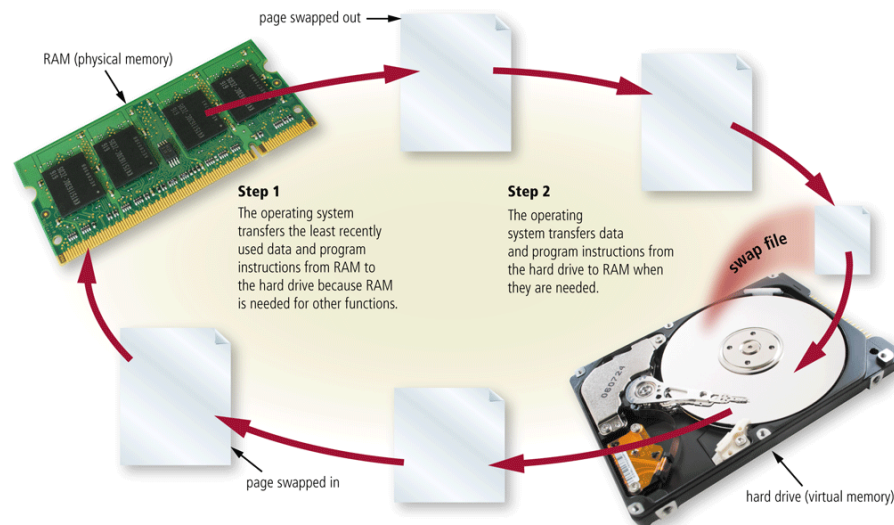 page swapped out
RAM (physical memory)
Step 1
The operating system
transfers the least recently
used data and program
instructions from RAM to
the hard drive because RAM
is needed for other functions.
Step 2
The operating
system transfers data
and program instructions from
the hard drive to RAM when
they are needed.
swap file
080724
page swapped in
hard drive (virtual memory)